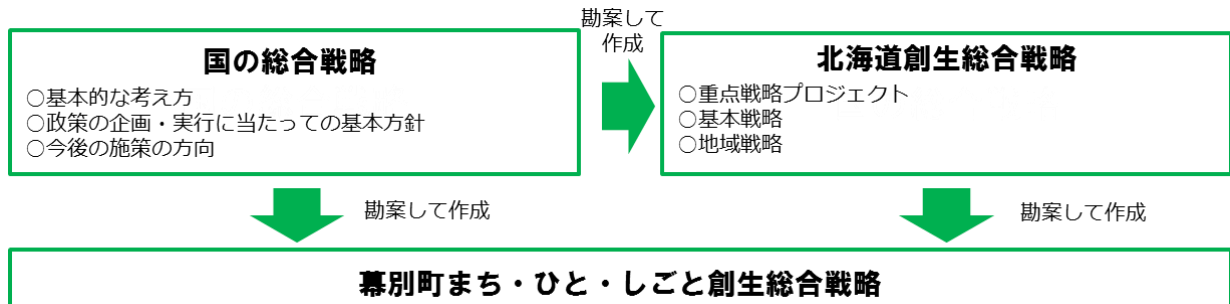 国の総合戦略
○基本的な考え方
○政策の企画・実行に当たっての基本方針
○今後の施策の方向
勘案して
作成
北海道創生総合戦略
○重点戦略プロジェクト
○基本戦略
○地域戦略
勘案して作成
勘案して作成
幕別町まち・ひと・しごと創生総合戦略